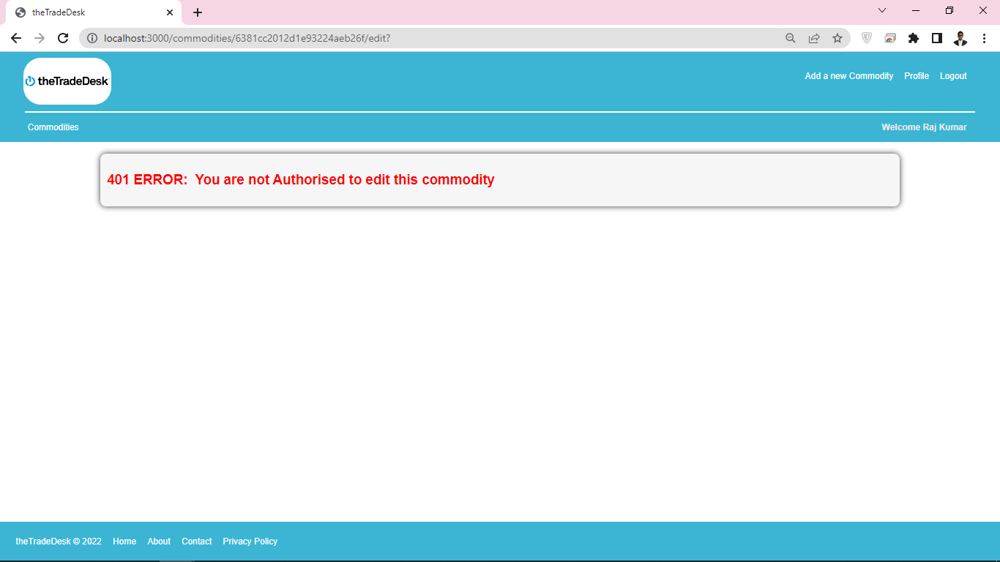 theTradeDesk
localhost:3000/commodities/6381cc2012d1e93224aeb26f/edit?
theTradeDesk
Add a new Commodity Profile Logout
Commodities
Welcome Raj Kumar
401 ERROR:  You are not Authorised to edit this commodity
theTradeDesk © 2022 Home About Contact Privacy Policy